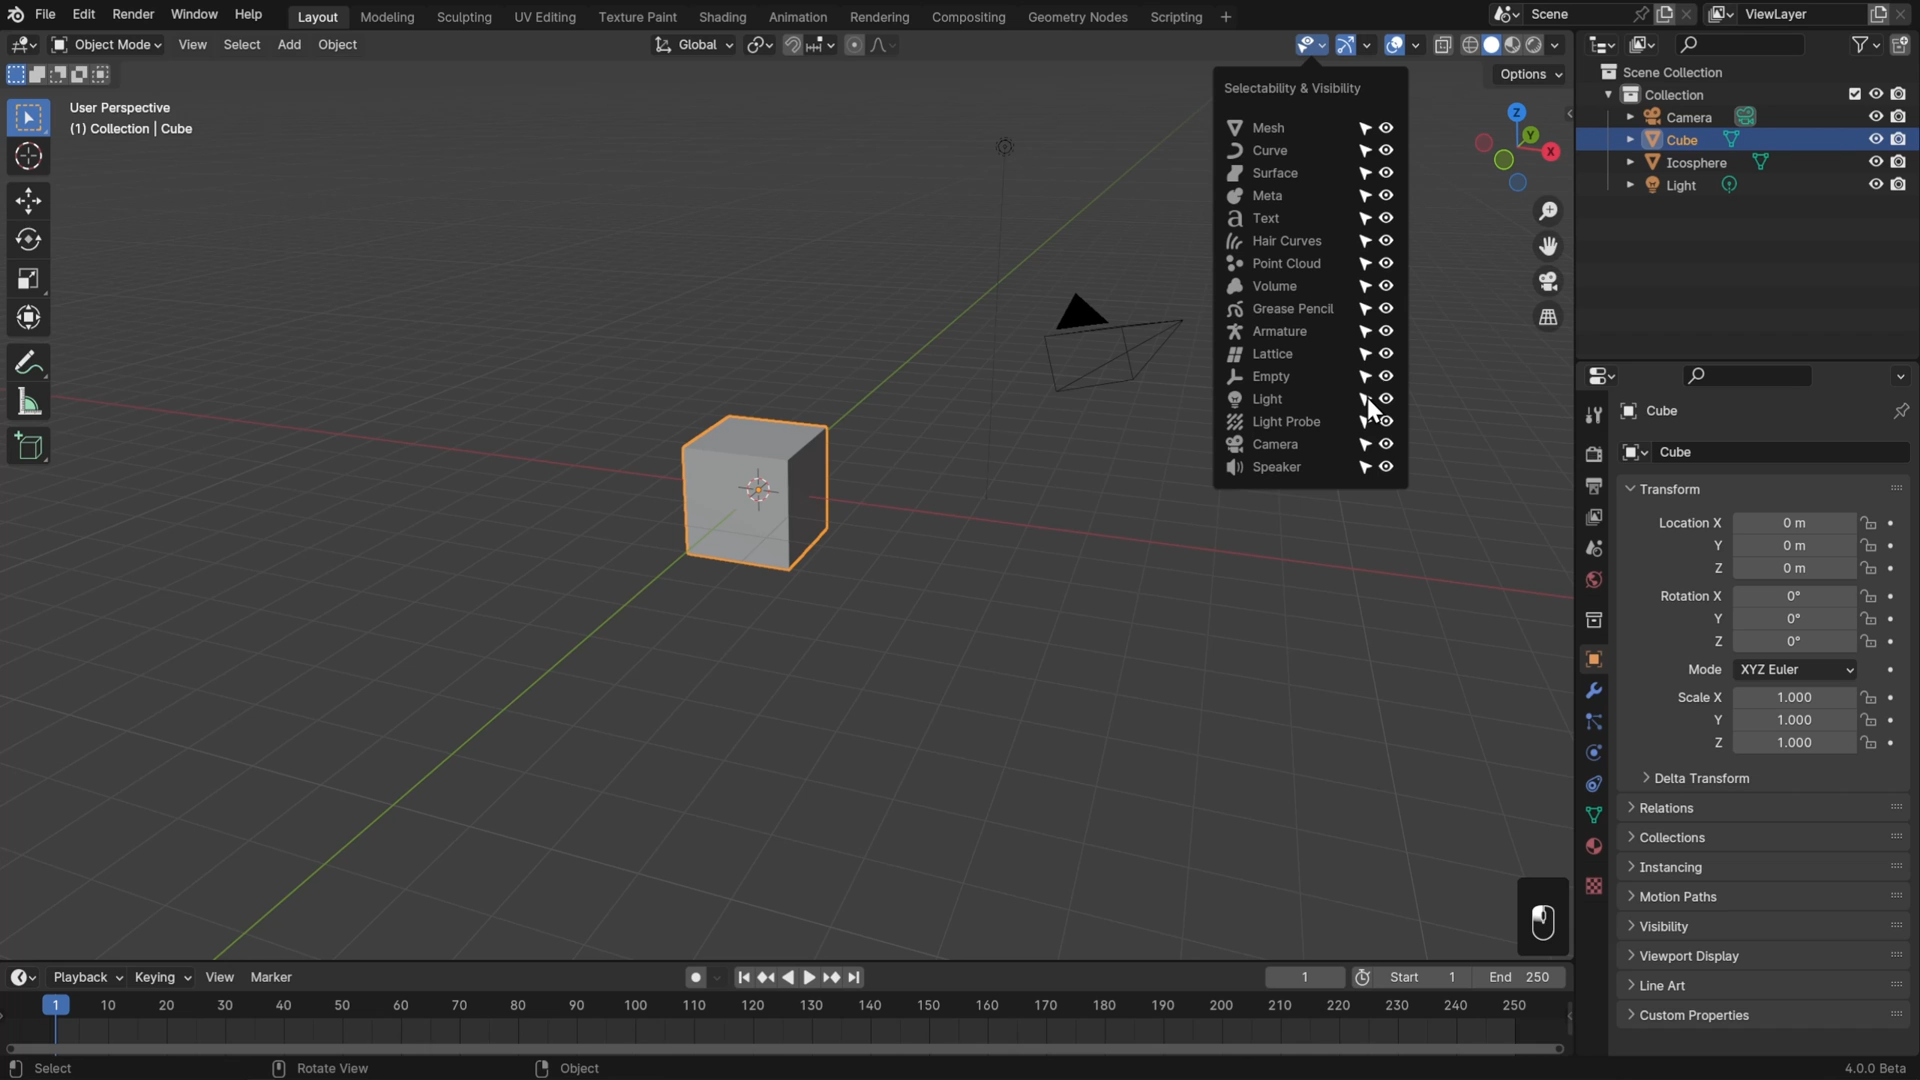 File Edit Render Window Help Layout Modeling Sculpting UV Editing Texture Paint Shading Animation Rendering Compositing Geometry Nodes Scripting + Scene ViewLayer
Object Mode View Select Add Object Global
Options
User Perspective
(1) Collection | Cube
Z
Y
X
Selectability & Visibility
Mesh
Curve
Surface
Meta
Text
Hair Curves
Point Cloud
Volume
Grease Pencil
Armature
Lattice
Empty
Light
Light Probe
Camera
Speaker
Scene Collection
Collection
Camera
Cube
Icosphere
Light
Cube
Cube
Transform
Location X 0 m
Y 0 m
Z 0 m
Rotation X 0°
Y 0°
Z 0°
Mode XYZ Euler
Scale X 1.000
Y 1.000
Z 1.000
Delta Transform
Relations
Collections
Instancing
Motion Paths
Visibility
Viewport Display
Line Art
Custom Properties
Playback Keying View Marker 1 Start 1 End 250
1 10 20 30 40 50 60 70 80 90 100 110 120 130 140 150 160 170 180 190 200 210 220 230 240 250
Select Rotate View Object 4.0.0 Beta